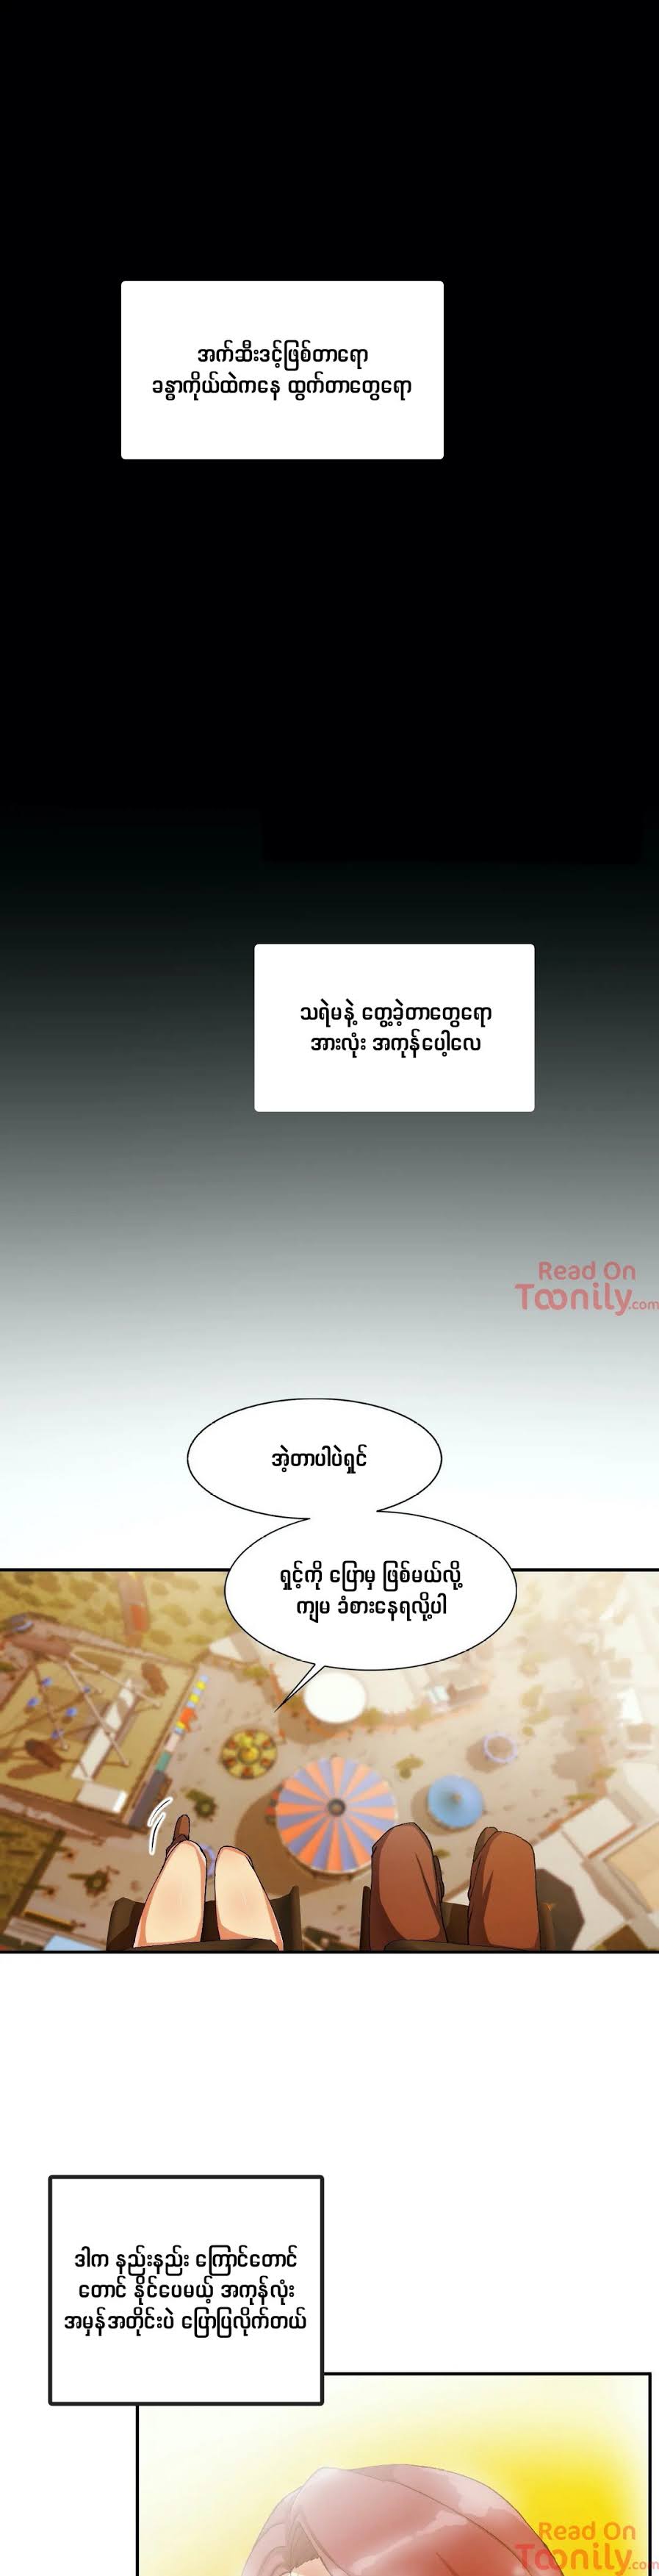 အက်ဆီးဒင့်ဖြစ်တာရော
ခန္ဓာကိုယ်ထဲကနေ ထွက်တာတွေရော
သရဲမနဲ့ တွေ့ခဲ့တာတွေရော
အားလုံး အကုန်ပေါ့လေ
Read On
Toonily.com
အဲ့တာပါပဲရှင်
ရှင့်ကို ပြောမှ ဖြစ်မယ်လို့
ကျမ ခံစားနေရလို့ပါ
ဒါက နည်းနည်း ကြောင်တောင်
တောင် နိုင်ပေမယ့် အကုန်လုံး
အမှန်အတိုင်းပဲ ပြောပြလိုက်တယ်
Read On
Toonily.com